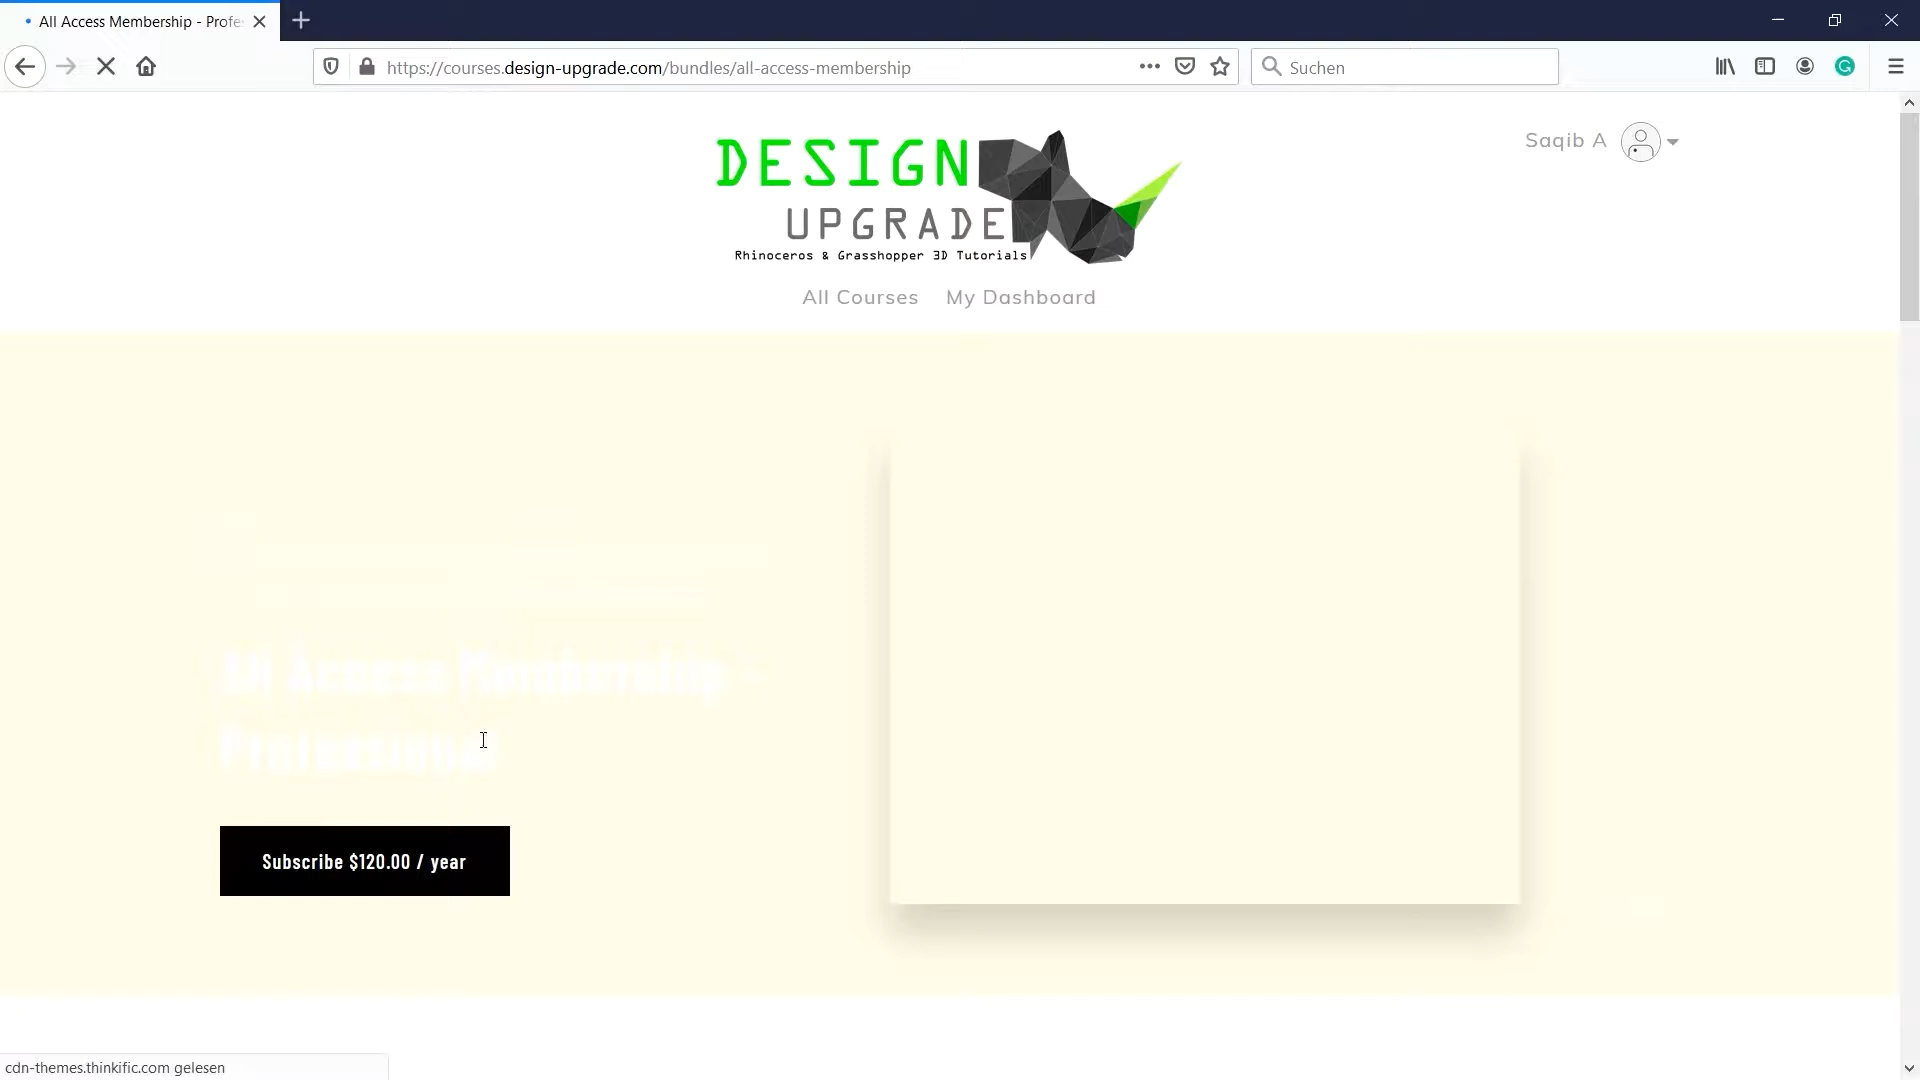 All Access Membership - Profe
https://courses.design-upgrade.com/bundles/all-access-membership
Suchen
DESIGN
UPGRADE
Rhinoceros & Grasshopper 3D Tutorials
Saqib A
All Courses
My Dashboard
All Access Membership -
Professional
Subscribe $120.00 / year
cdn-themes.thinkific.com gelesen